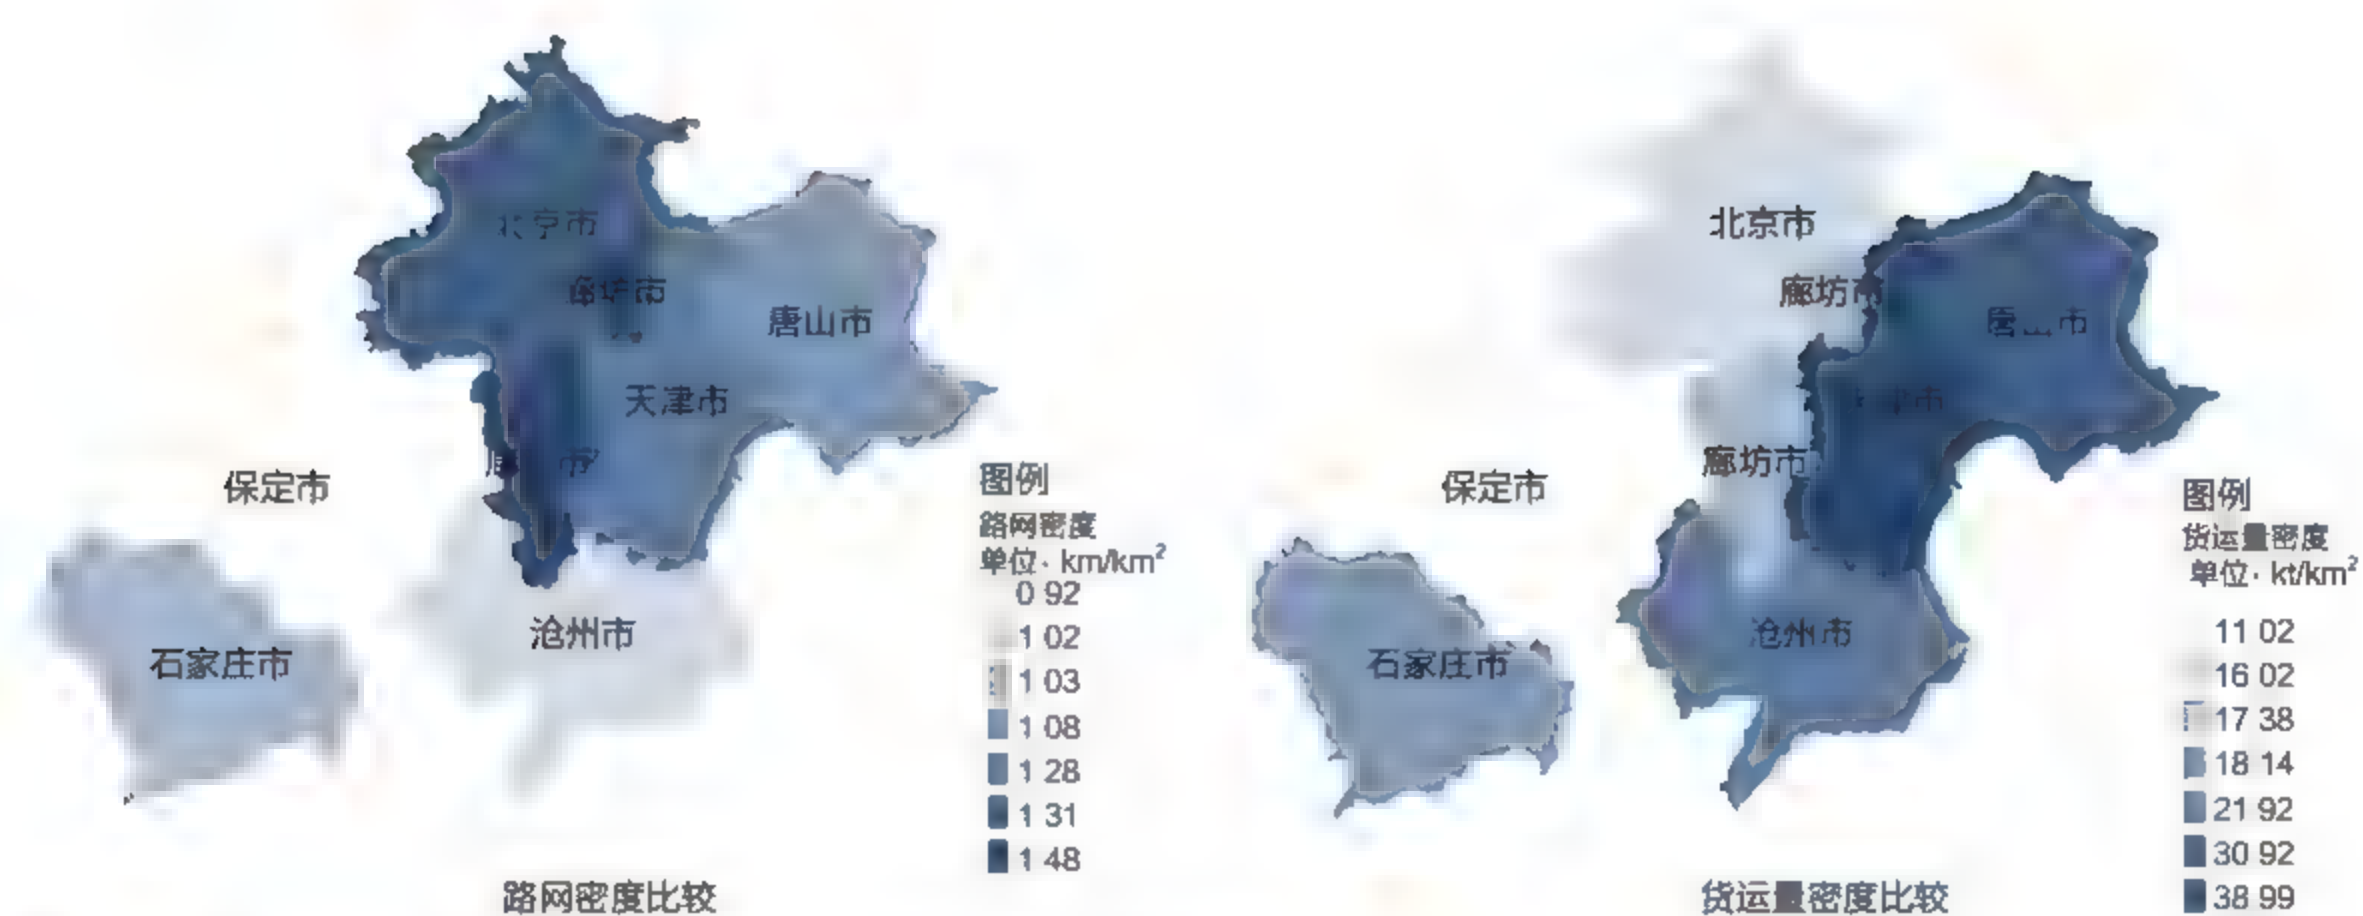 北京市
廊坊市
唐山市
天津市
保定市
石家庄市
沧州市
图例
路网密度
单位· km/km²
0 92
1 02
1 03
1 08
1 28
1 31
1 48
路网密度比较
北京市
廊坊市
唐山市
廊坊市
保定市
石家庄市
沧州市
图例
货运量密度
单位· kt/km²
11 02
16 02
17 38
18 14
21 92
30 92
38 99
货运量密度比较